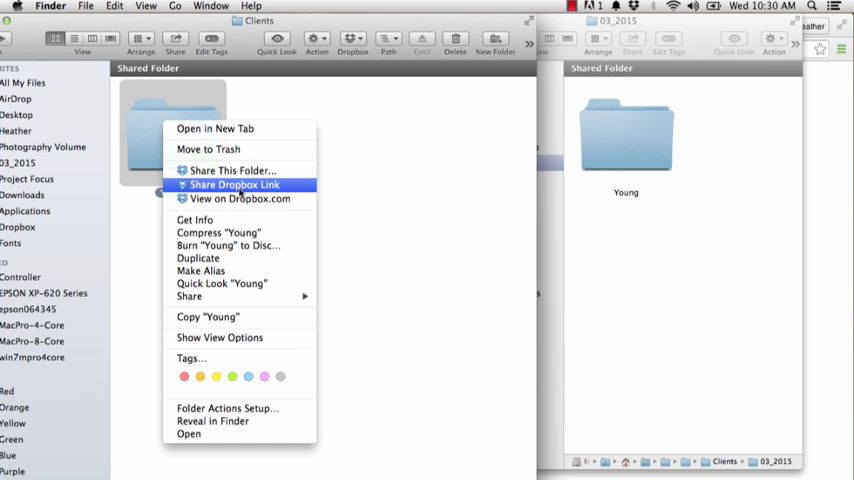 Finder File Edit View Go Window Help
1
Wed 10:30 AM
Clients
View
Arrange
Share
Edit Tags
Quick Look
Action
Dropbox
Path
Eject
Delete
New Folder
03_2015
Arrange
Share
Edit Tags
Quick Look
Action
eather
RITES
All My Files
AirDrop
Desktop
Heather
Photography Volume
03_2015
Project Focus
Downloads
Applications
Dropbox
Fonts
ED
Controller
EPSON XP-620 Series
epson064345
MacPro-4-Core
MacPro-8-Core
win7mpro4core
Red
Orange
Yellow
Green
Blue
Purple
Shared Folder
Open in New Tab
Move to Trash
Share This Folder...
Share Dropbox Link
View on Dropbox.com
Get Info
Compress "Young"
Burn "Young" to Disc...
Duplicate
Make Alias
Quick Look "Young"
Share
Copy "Young"
Show View Options
Tags...
Folder Actions Setup...
Reveal in Finder
Open
Shared Folder
Young
Clients
03_2015